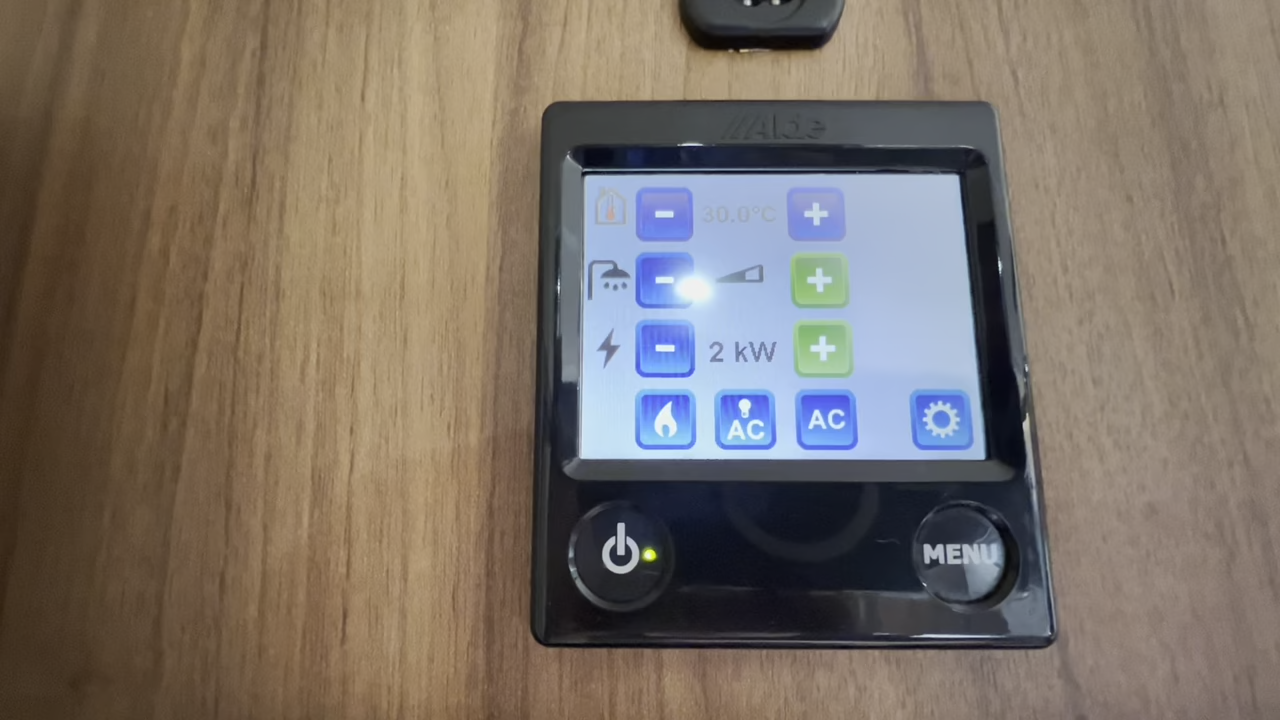 Alde
- 30.0°C +
- +
- 2 kW +
AC AC
MENU